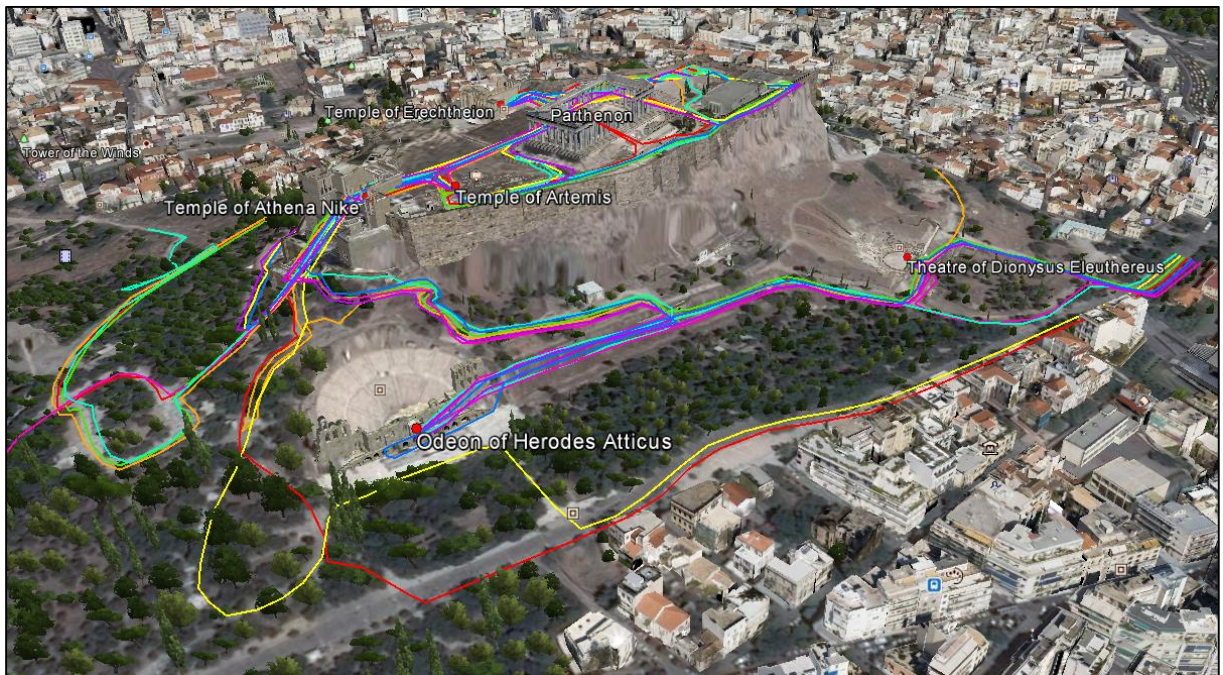 Temple of Erechtheion
Parthenon
Tower of the Winds
Temple of Athena Nike
Temple of Artemis
Theatre of Dionysus Eleuthereus
Odeon of Herodes Atticus